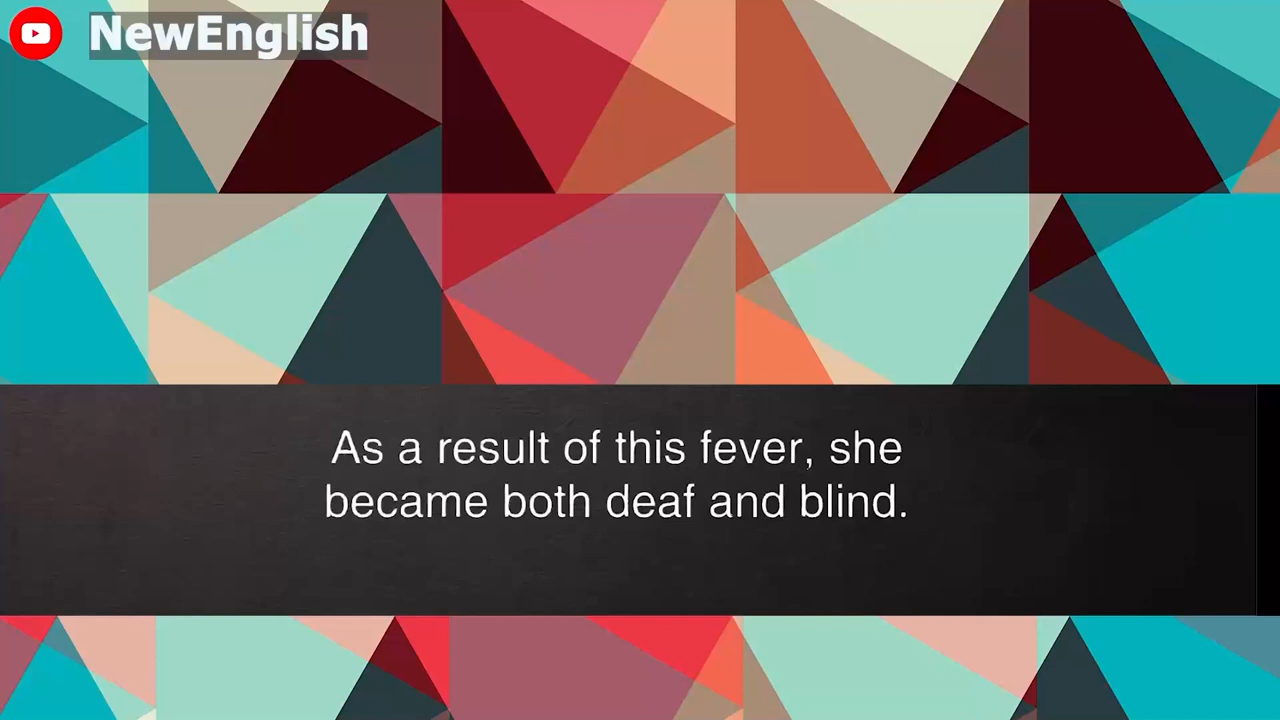 NewEnglish
As a result of this fever, she
became both deaf and blind.